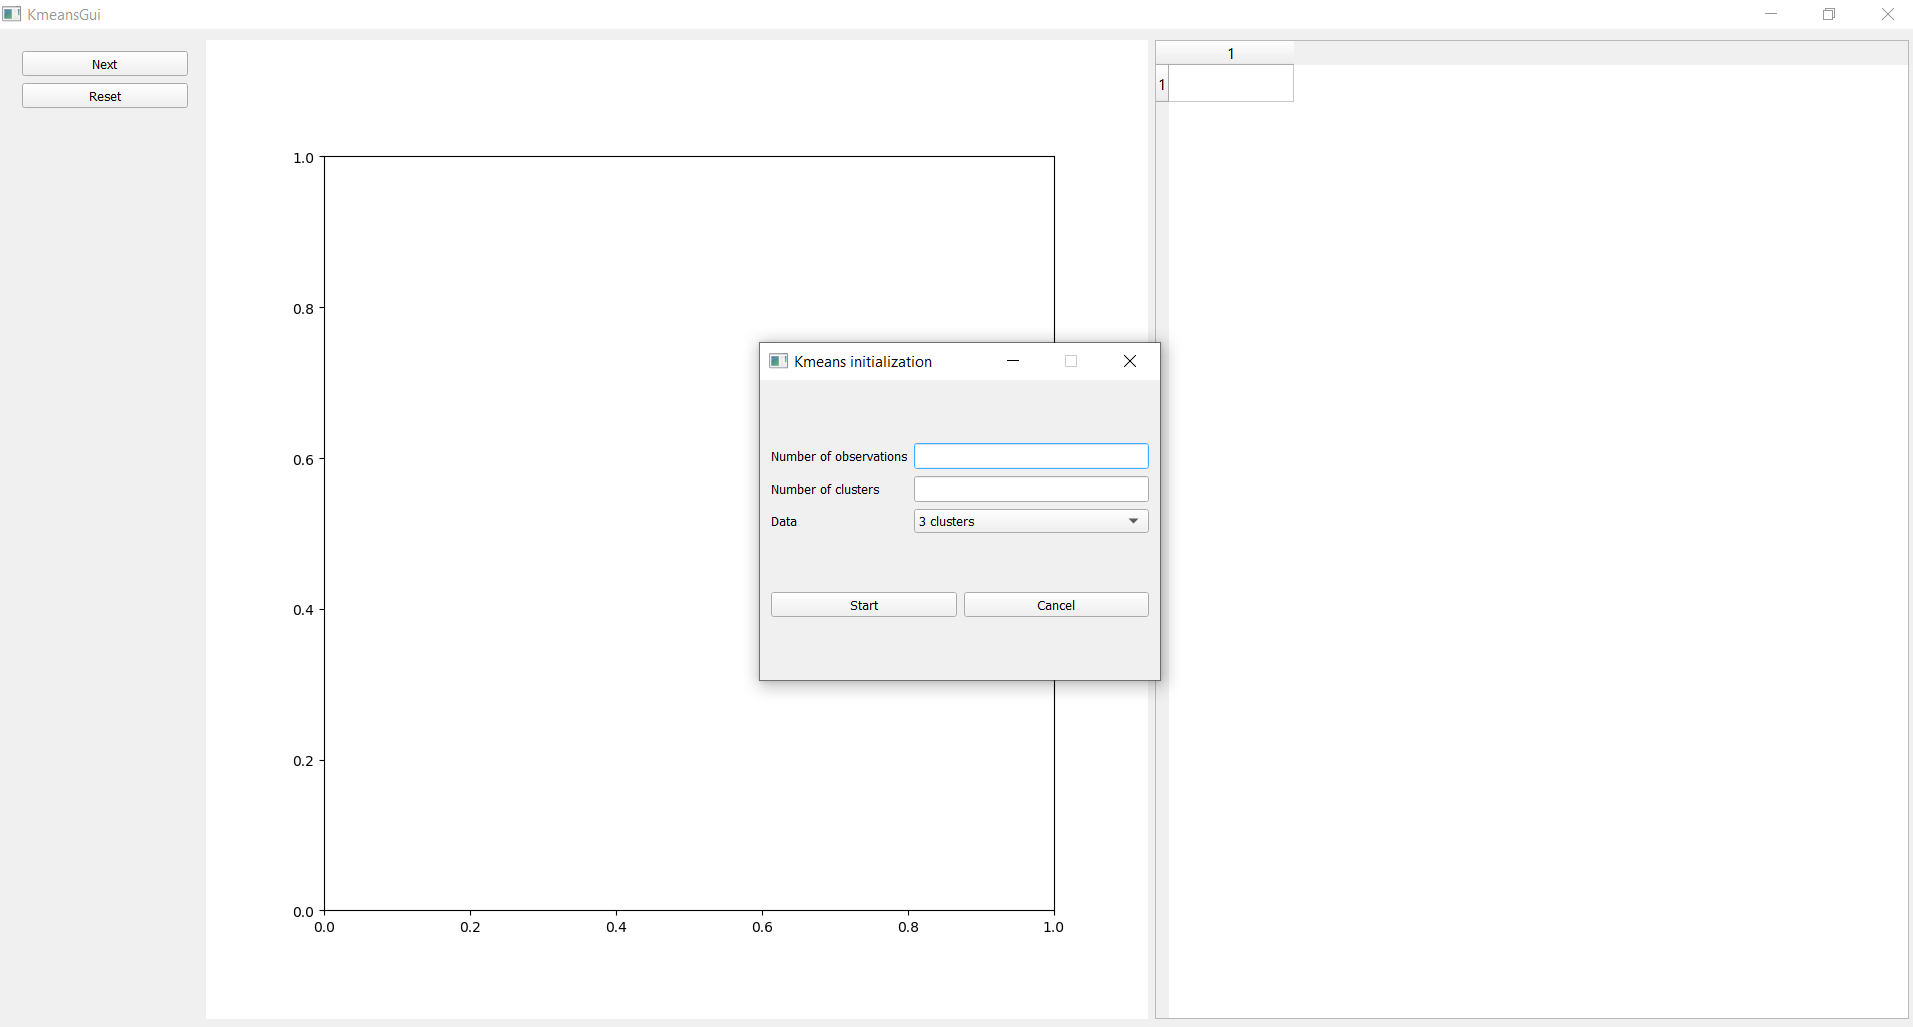 KmeansGui
Next
Reset
1.0
0.8
0.6
0.4
0.2
0.0
0.0 0.2 0.4 0.6 0.8 1.0
1
1
Kmeans initialization
Number of observations
Number of clusters
Data 3 clusters
Start Cancel